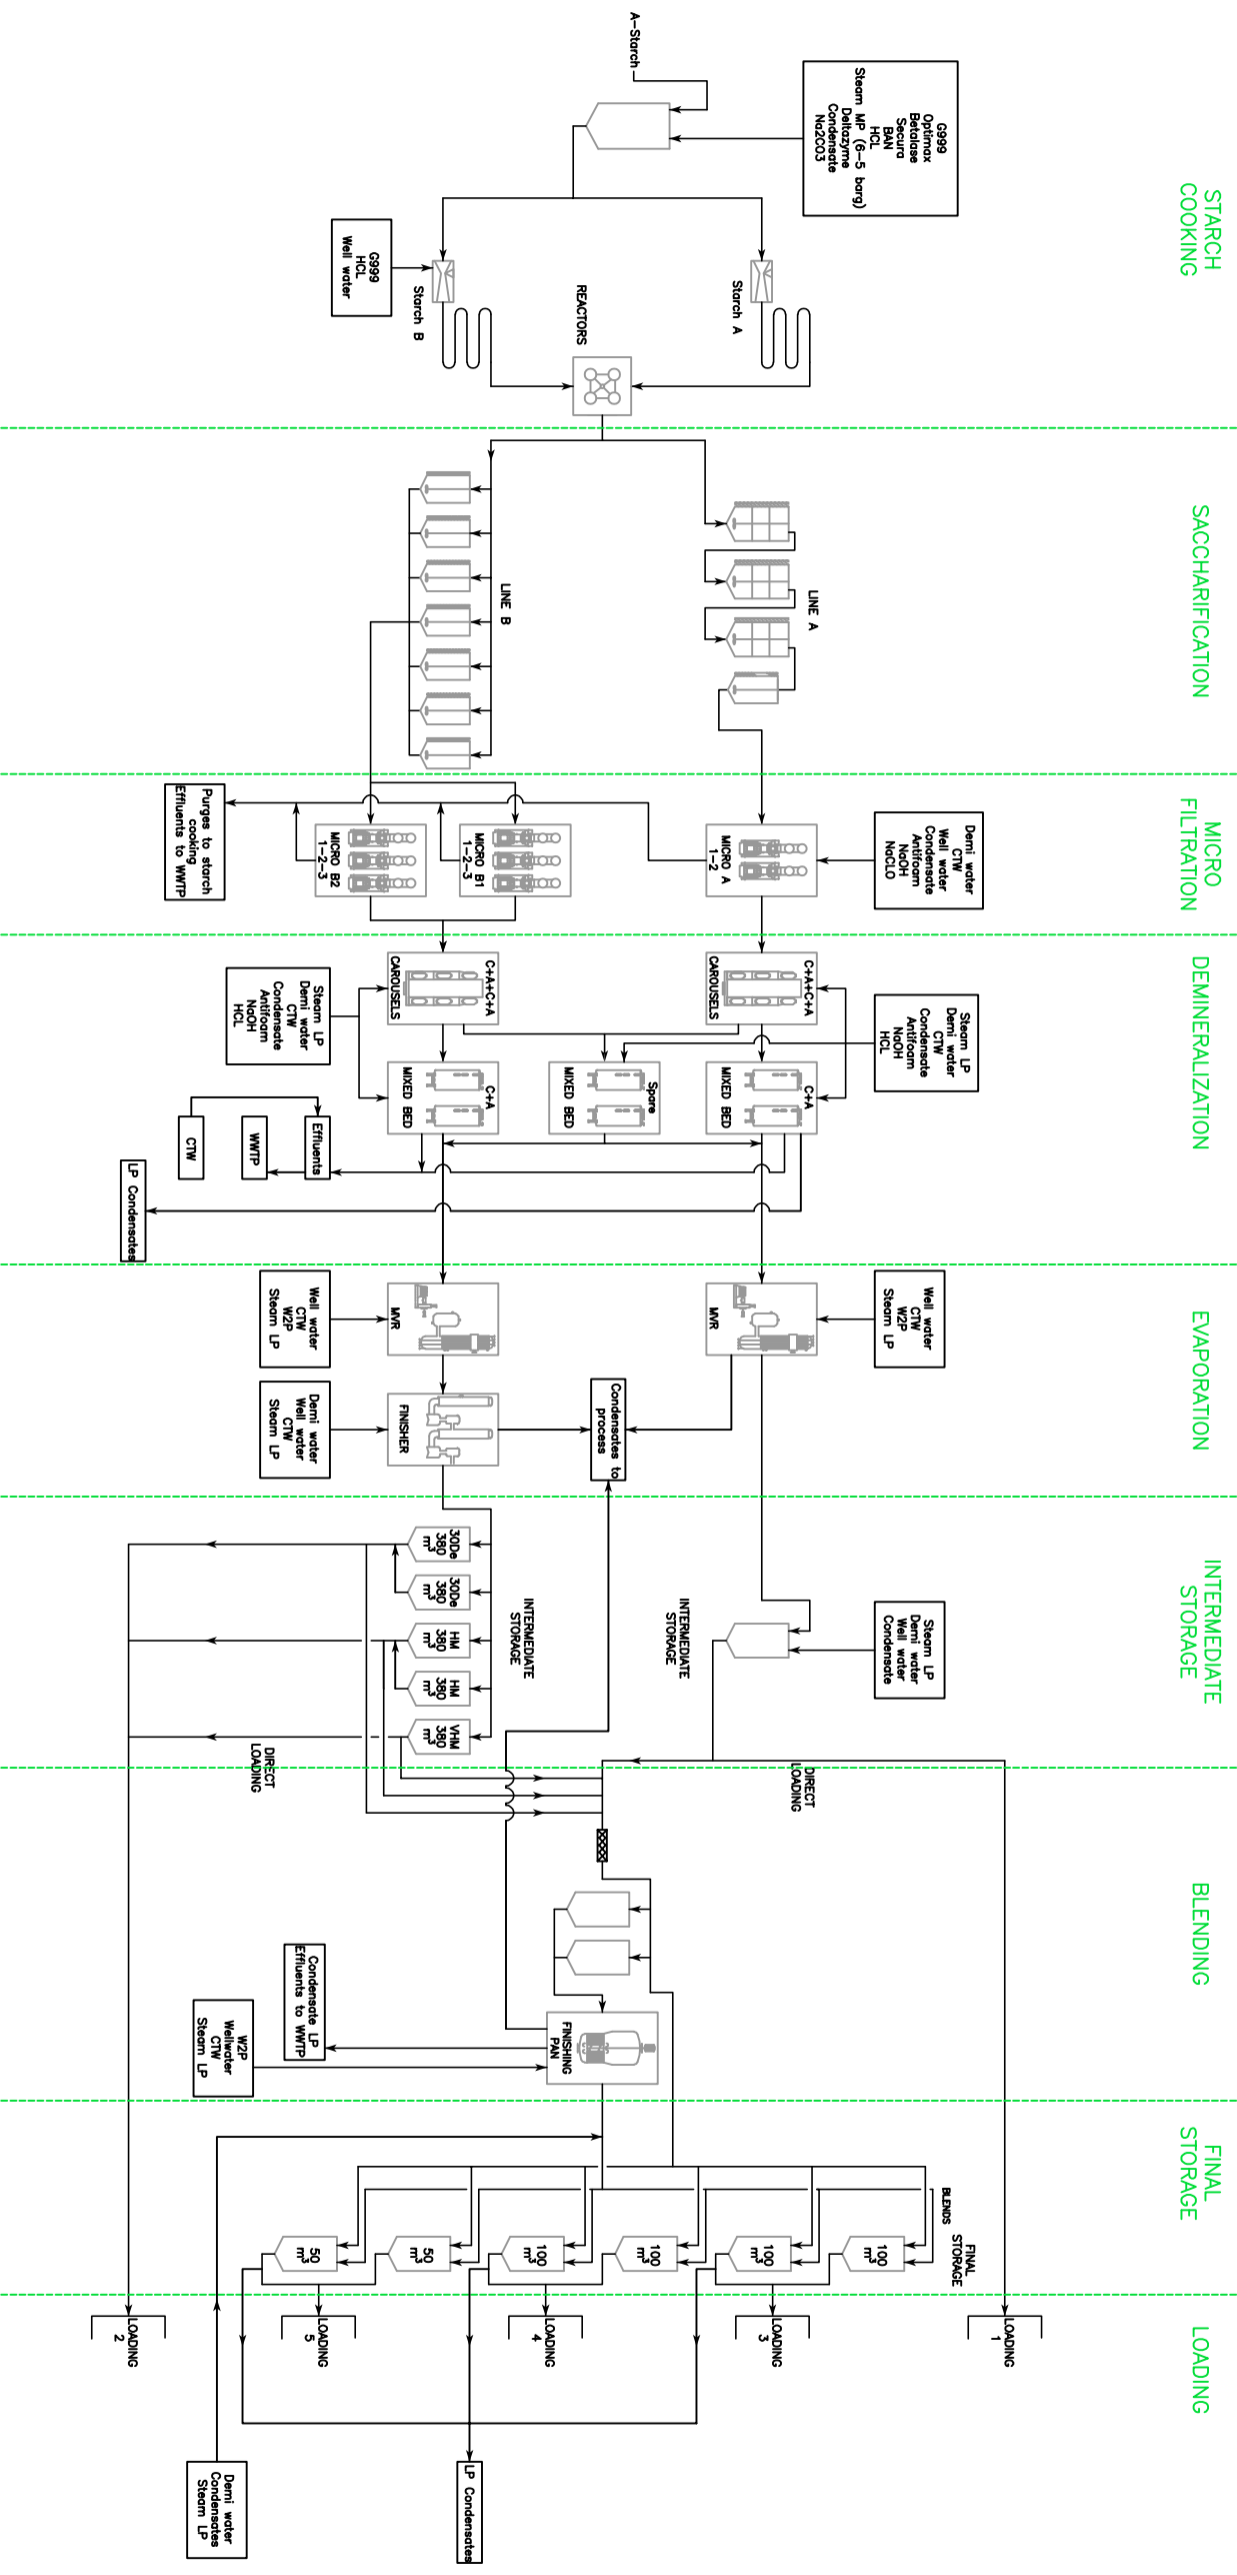 STARCH
COOKING
G999
Optimax
Betalase
Secura
BAN
HCL
Steam MP (6-5 barg)
Deltazyme
Condensate
Na2CO3
A-Starch
Starch A
REACTORS
Starch B
G999
HCL
Well water
SACCHARIFICATION
LINE A
LINE B
MICRO
FILTRATION
Demi water
CTW
Well water
Condensate
Antifoam
NaOH
NaCLO
MICRO A
1-2
MICRO B1
1-2-3
MICRO B2
1-2-3
Purges to starch
cooking
Effluents to WWTP
DEMINERALIZATION
Steam LP
Demi water
CTW
Condensate
Antifoam
NaOH
HCL
C+A+C+A
CAROUSELS
C+A
MIXED BED
Spare
MIXED BED
C+A+C+A
CAROUSELS
C+A
MIXED BED
Steam LP
Demi water
CTW
Condensate
Antifoam
NaOH
HCL
Effluents
WWTP
CTW
LP Condensates
EVAPORATION
Well water
CTW
W2P
Steam LP
MVR
Condensates to
process
MVR
FINISHER
Well water
CTW
W2P
Steam LP
Demi water
Well water
CTW
Steam LP
INTERMEDIATE
STORAGE
Steam LP
Demi water
Well water
Condensate
INTERMEDIATE
STORAGE
INTERMEDIATE
STORAGE
30De
380
m³
30De
380
m³
HM
380
m³
HM
380
m³
VHM
380
m³
DIRECT
LOADING
DIRECT
LOADING
BLENDING
FINISHING
PAN
Condensate LP
Effluents to WWTP
W2P
Wellwater
CTW
Steam LP
FINAL
STORAGE
BLENDS
FINAL
STORAGE
100
m³
100
m³
100
m³
100
m³
50
m³
50
m³
LOADING
LOADING
1
LOADING
3
LOADING
4
LOADING
5
LOADING
2
LP Condensates
Demi water
Condensates
Steam LP